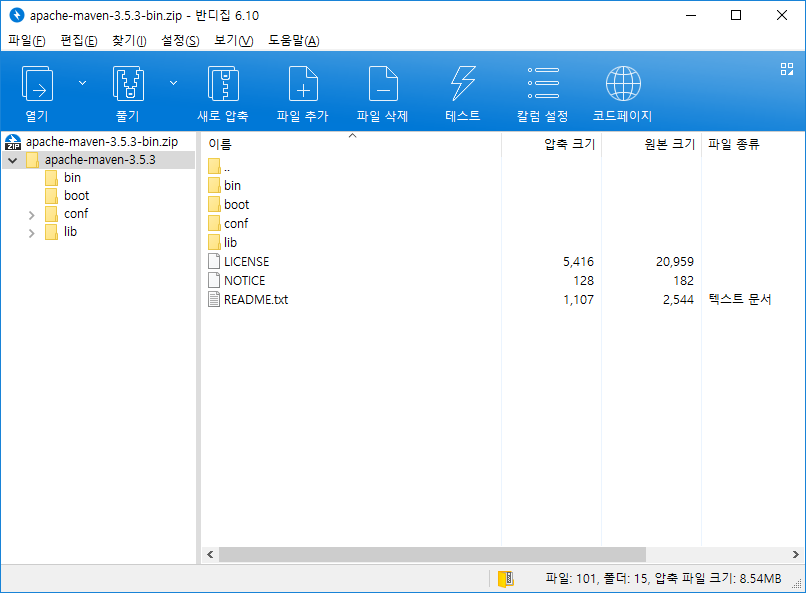 apache-maven-3.5.3-bin.zip - 반디집 6.10
파일(F) 편집(E) 찾기(I) 설정(S) 보기(V) 도움말(A)
열기 풀기 새로 압축 파일 추가 파일 삭제 테스트 칼럼 설정 코드페이지
apache-maven-3.5.3-bin.zip
apache-maven-3.5.3
bin
boot
conf
lib
이름 압축 크기 원본 크기 파일 종류
..
bin
boot
conf
lib
LICENSE 5,416 20,959
NOTICE 128 182
README.txt 1,107 2,544 텍스트 문서
파일: 101, 폴더: 15, 압축 파일 크기: 8.54MB